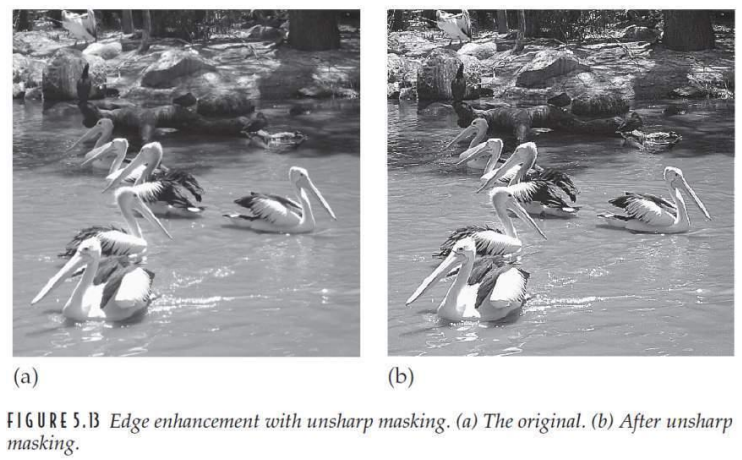 (a)
(b)
FIGURE 5.13 Edge enhancement with unsharp masking. (a) The original. (b) After unsharp
masking.